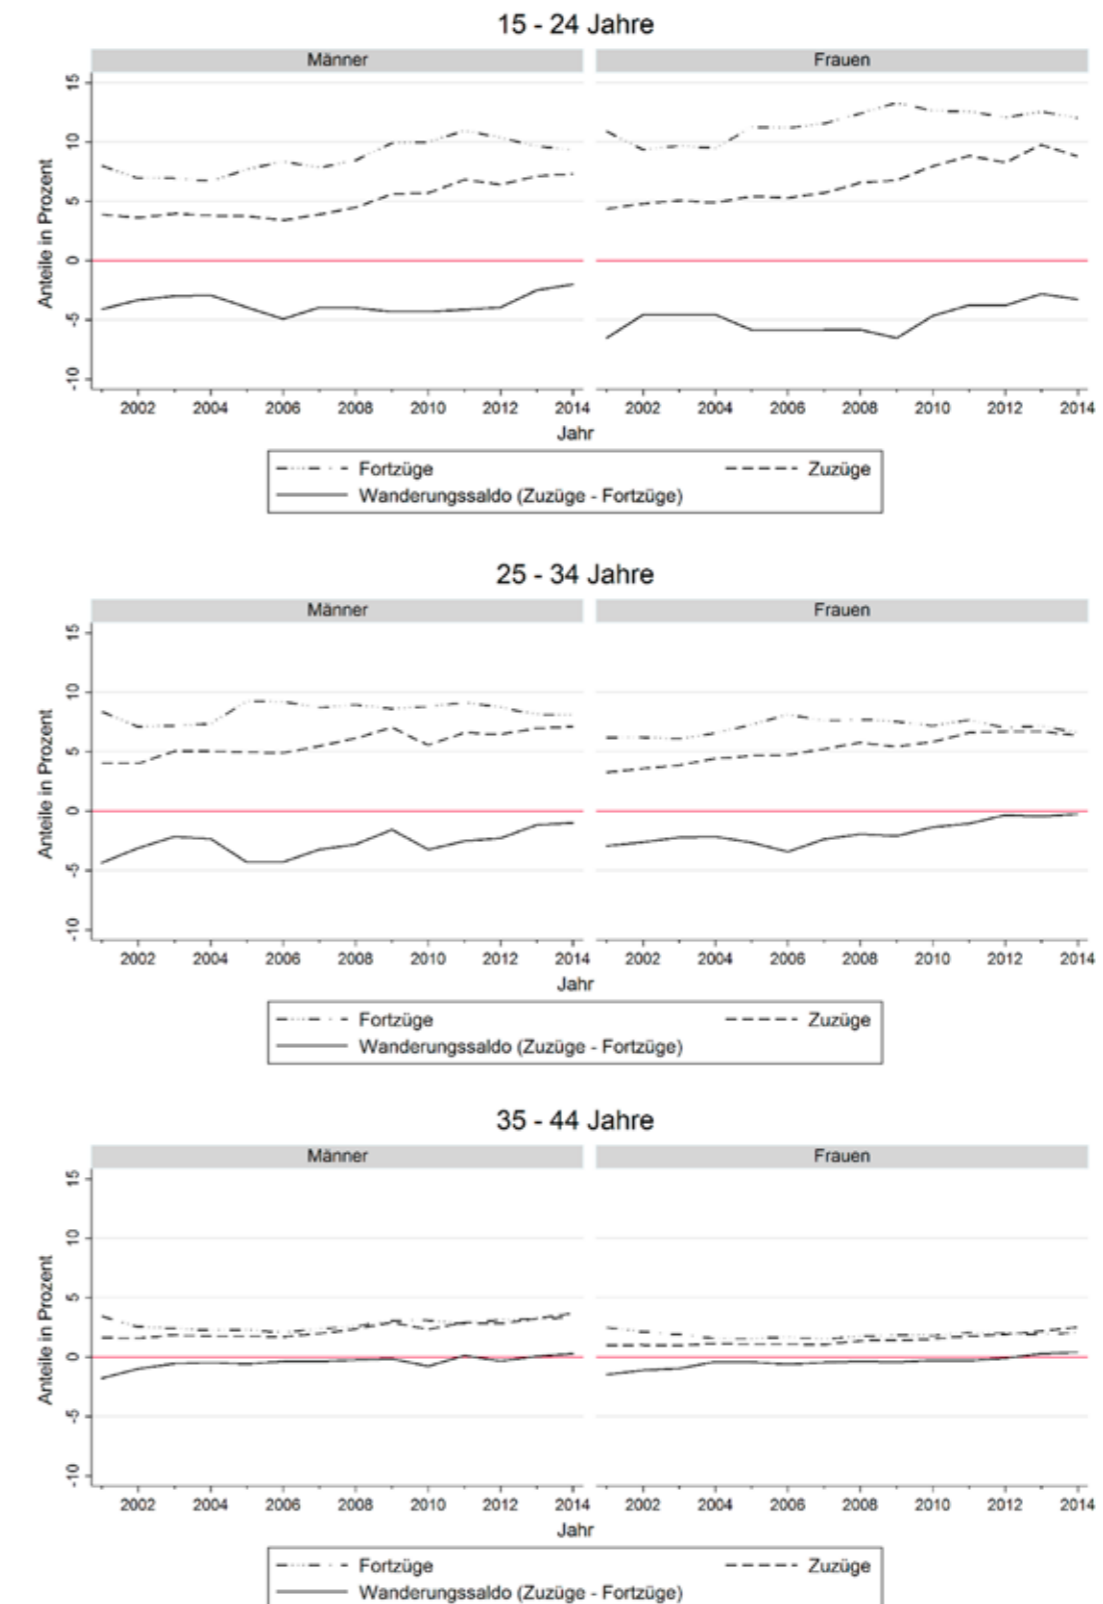 15 - 24 Jahre
Männer Frauen
Anteile in Prozent
15
10
5
0
-5
-10
2002 2004 2006 2008 2010 2012 2014 2002 2004 2006 2008 2010 2012 2014
Jahr
Fortzüge Zuzüge
Wanderungssaldo (Zuzüge - Fortzüge)
25 - 34 Jahre
Männer Frauen
Anteile in Prozent
15
10
5
0
-5
-10
2002 2004 2006 2008 2010 2012 2014 2002 2004 2006 2008 2010 2012 2014
Jahr
Fortzüge Zuzüge
Wanderungssaldo (Zuzüge - Fortzüge)
35 - 44 Jahre
Männer Frauen
Anteile in Prozent
15
10
5
0
-5
-10
2002 2004 2006 2008 2010 2012 2014 2002 2004 2006 2008 2010 2012 2014
Jahr
Fortzüge Zuzüge
Wanderungssaldo (Zuzüge - Fortzüge)